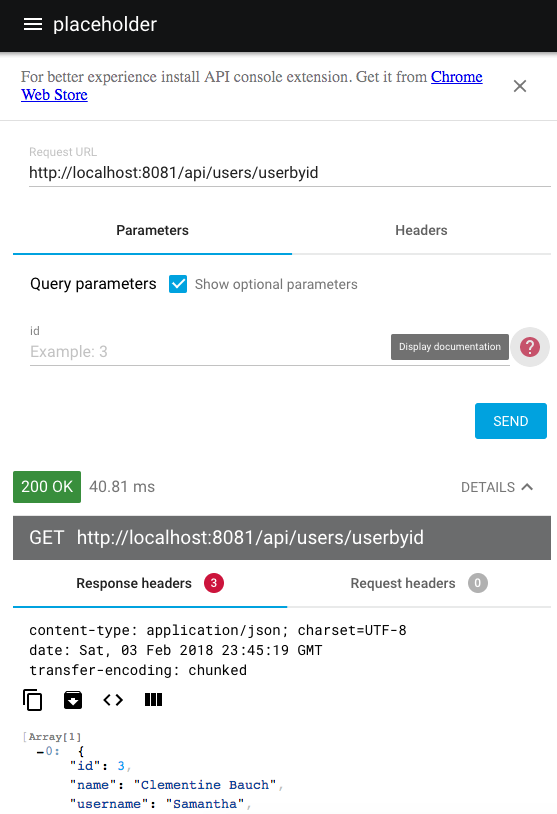 placeholder
For better experience install API console extension. Get it from Chrome
Web Store
Request URL
http://localhost:8081/api/users/userbyid
Parameters
Headers
Query parameters
Show optional parameters
id
Example: 3
Display documentation
?
SEND
200 OK
40.81 ms
DETAILS
GET http://localhost:8081/api/users/userbyid
Response headers 3
Request headers 0
content-type: application/json; charset=UTF-8
date: Sat, 03 Feb 2018 23:45:19 GMT
transfer-encoding: chunked
[Array[1]
-0: {
"id": 3,
"name": "Clementine Bauch",
"username": "Samantha",